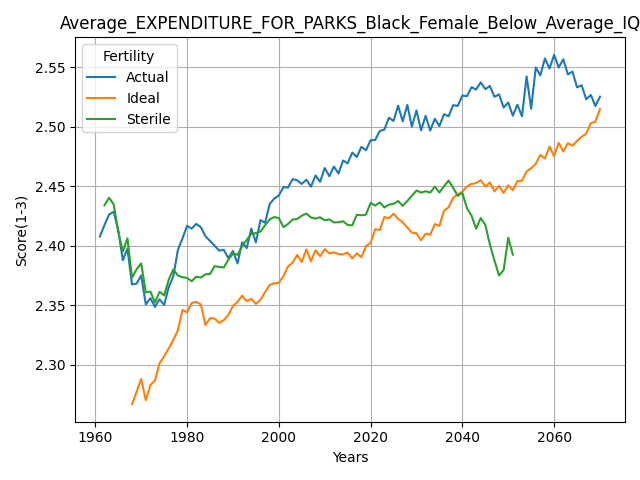 Average_EXPENDITURE_FOR_PARKS_Black_Female_Below_Average_IQ
Fertility
Actual
Ideal
Sterile
Score(1-3)
2.55
2.50
2.45
2.40
2.35
2.30
1960 1980 2000 2020 2040 2060
Years